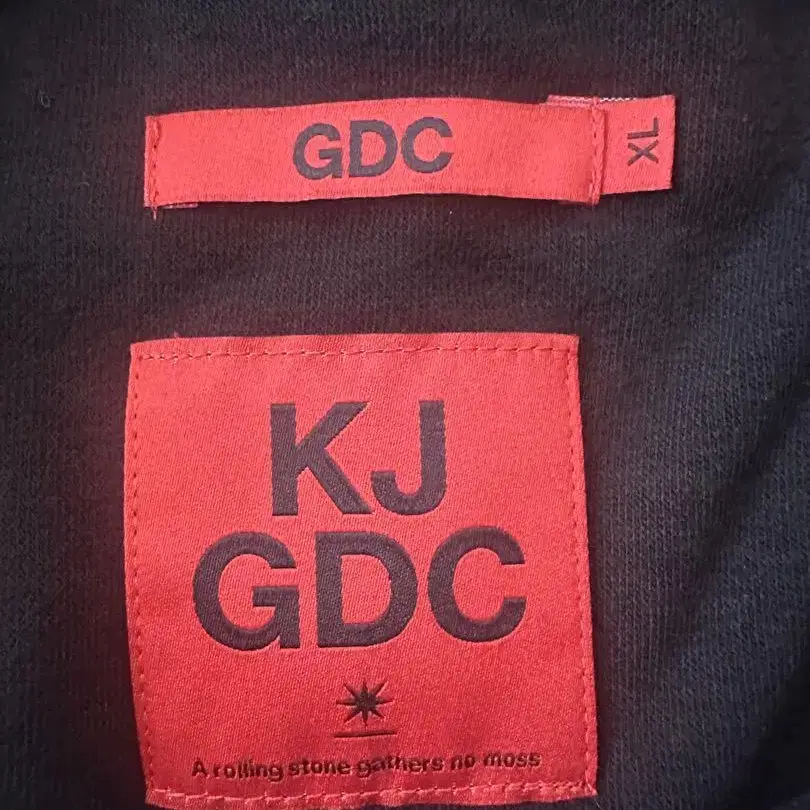 GDC
XL
KJ
GDC
A rolling stone gathers no moss